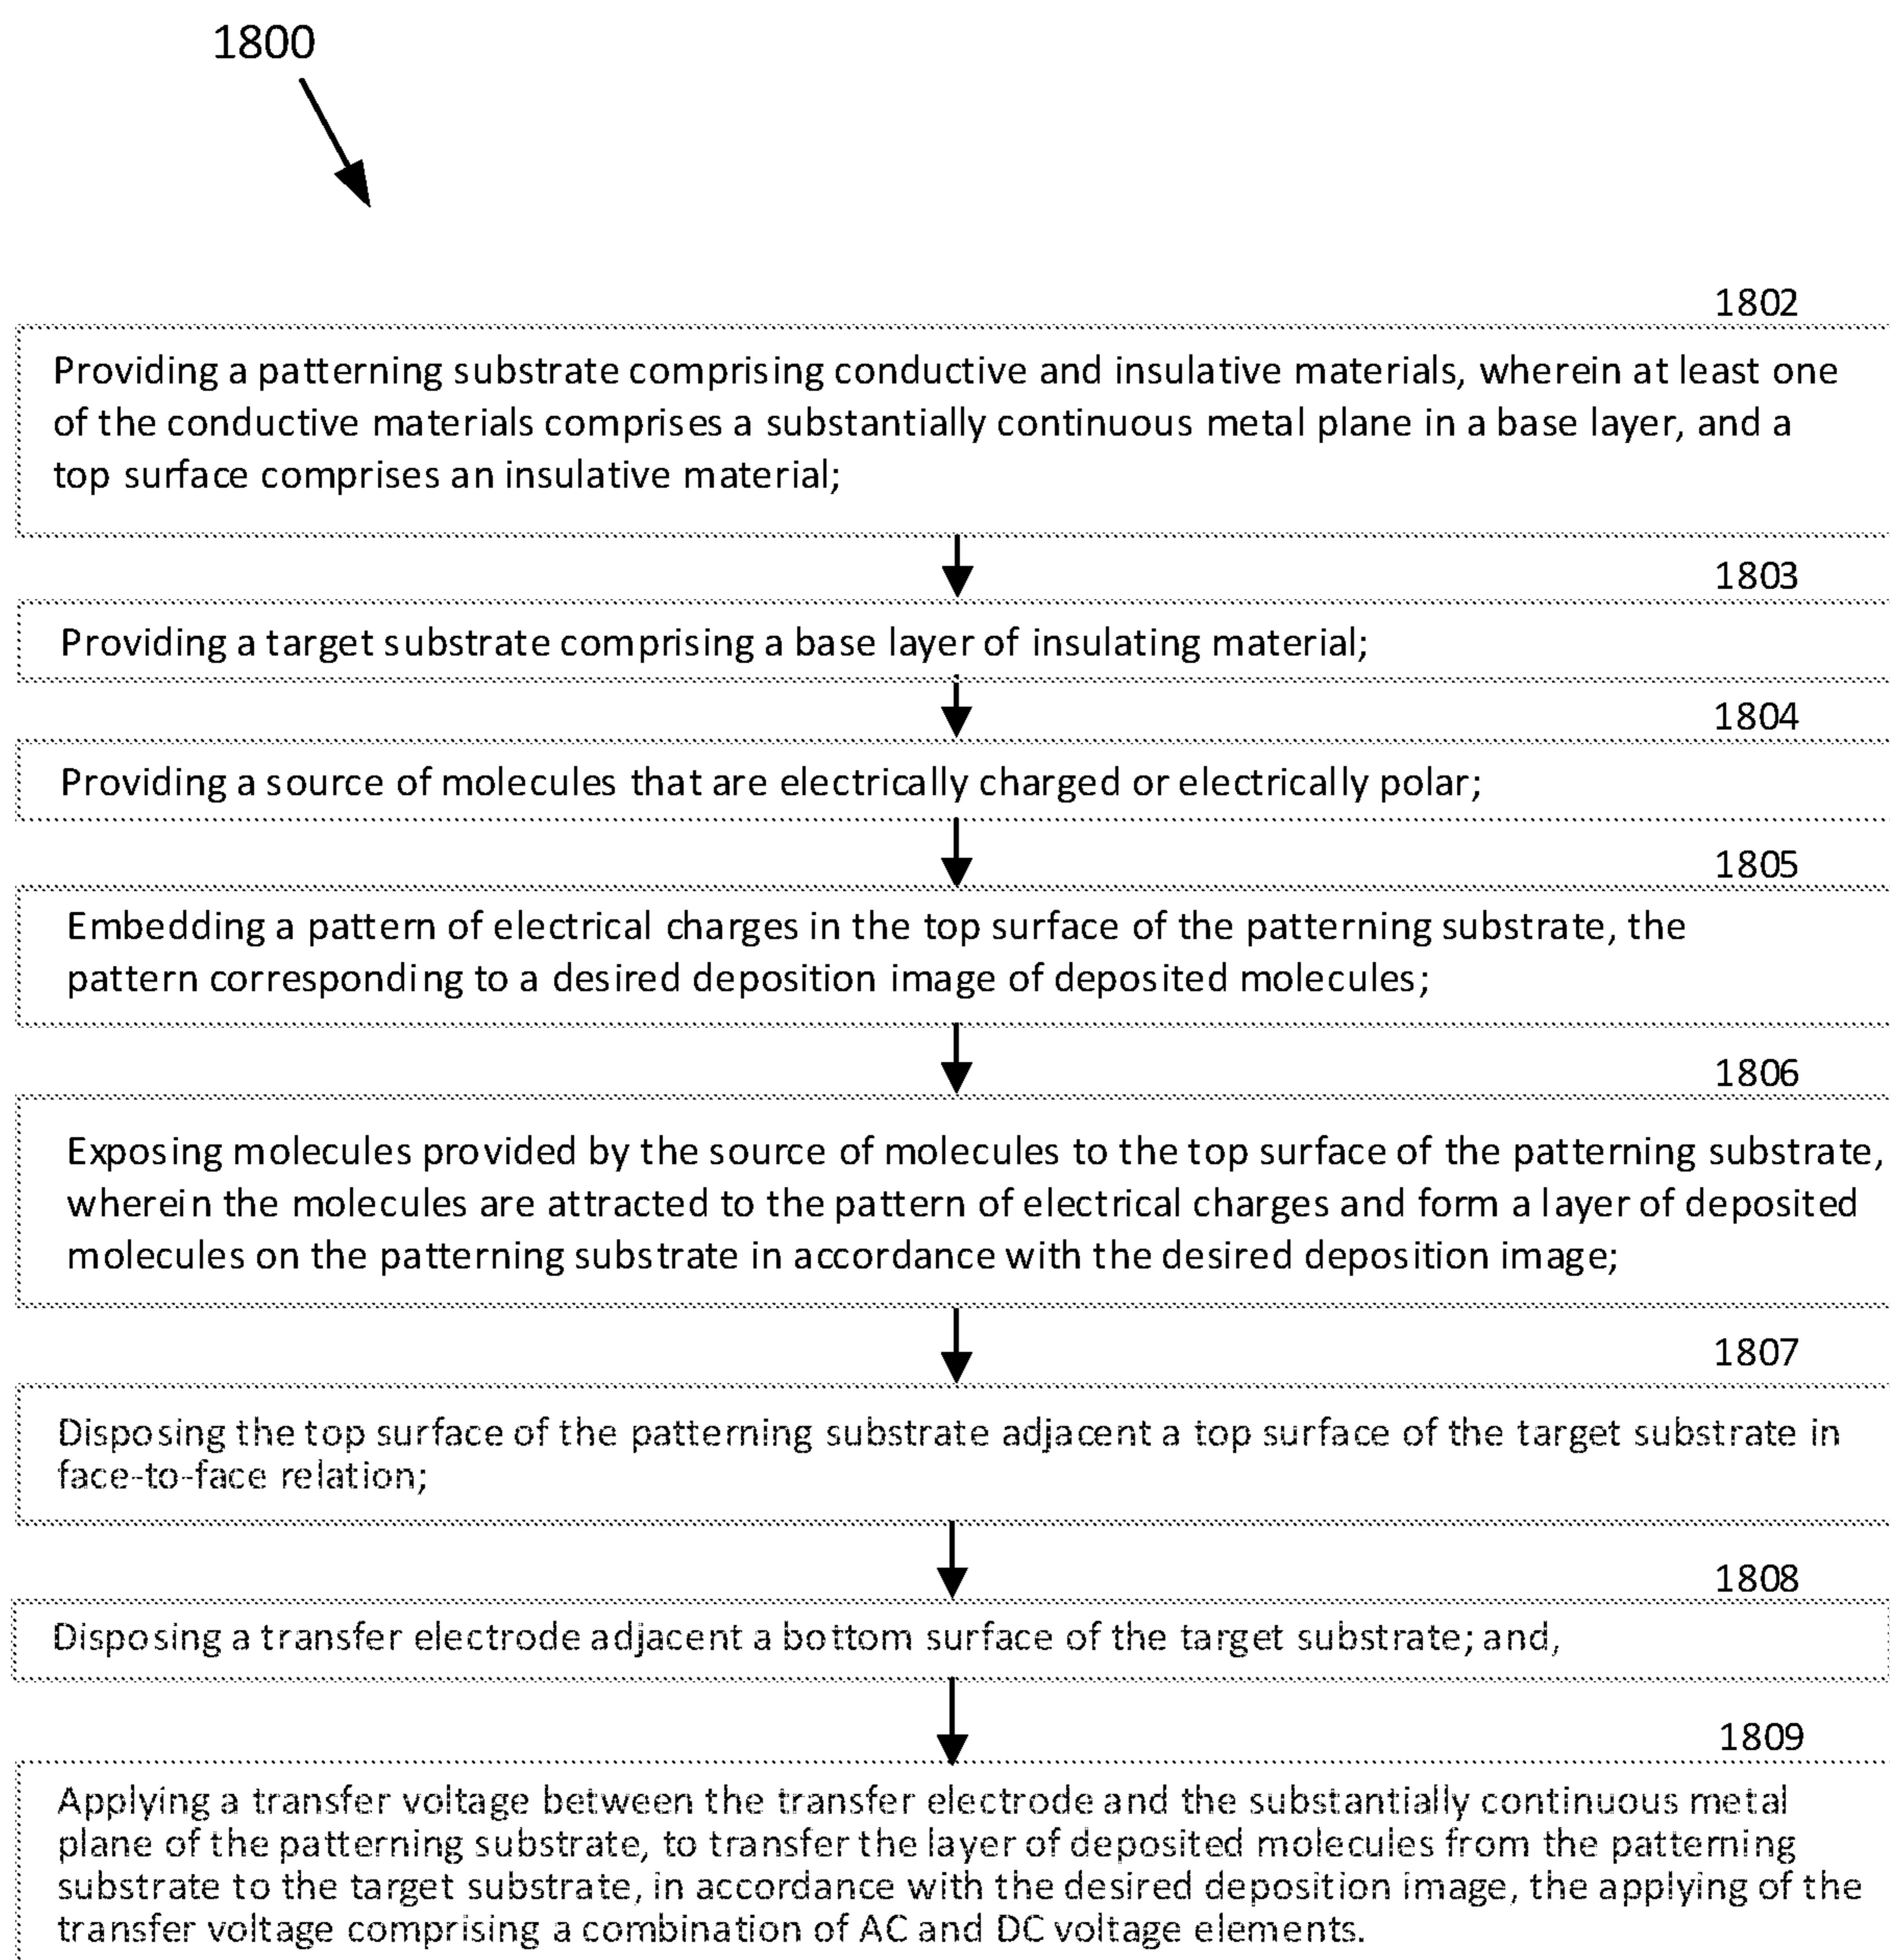 1800
1802
Providing a patterning substrate comprising conductive and insulative materials, wherein at least one
of the conductive materials comprises a substantially continuous metal plane in a base layer, and a
top surface comprises an insulative material;
1803
Providing a target substrate comprising a base layer of insulating material;
1804
Providing a source of molecules that are electrically charged or electrically polar;
1805
Embedding a pattern of electrical charges in the top surface of the patterning substrate, the
pattern corresponding to a desired deposition image of deposited molecules;
1806
Exposing molecules provided by the source of molecules to the top surface of the patterning substrate,
wherein the molecules are attracted to the pattern of electrical charges and form a layer of deposited
molecules on the patterning substrate in accordance with the desired deposition image;
1807
Disposing the top surface of the patterning substrate adjacent a top surface of the target substrate in
face-to-face relation;
1808
Disposing a transfer electrode adjacent a bottom surface of the target substrate; and,
1809
Applying a transfer voltage between the transfer electrode and the substantially continuous metal
plane of the patterning substrate, to transfer the layer of deposited molecules from the patterning
substrate to the target substrate, in accordance with the desired deposition image, the applying of the
transfer voltage comprising a combination of AC and DC voltage elements.